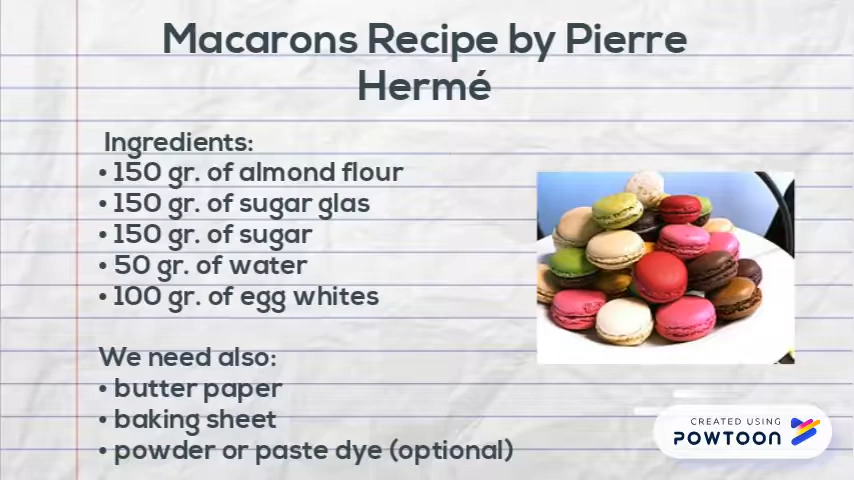 Macarons Recipe by Pierre
Hermé
Ingredients:
• 150 gr. of almond flour
• 150 gr. of sugar glas
• 150 gr. of sugar
• 50 gr. of water
• 100 gr. of egg whites
We need also:
• butter paper
• baking sheet
• powder or paste dye (optional)
CREATED USING
POWTOON